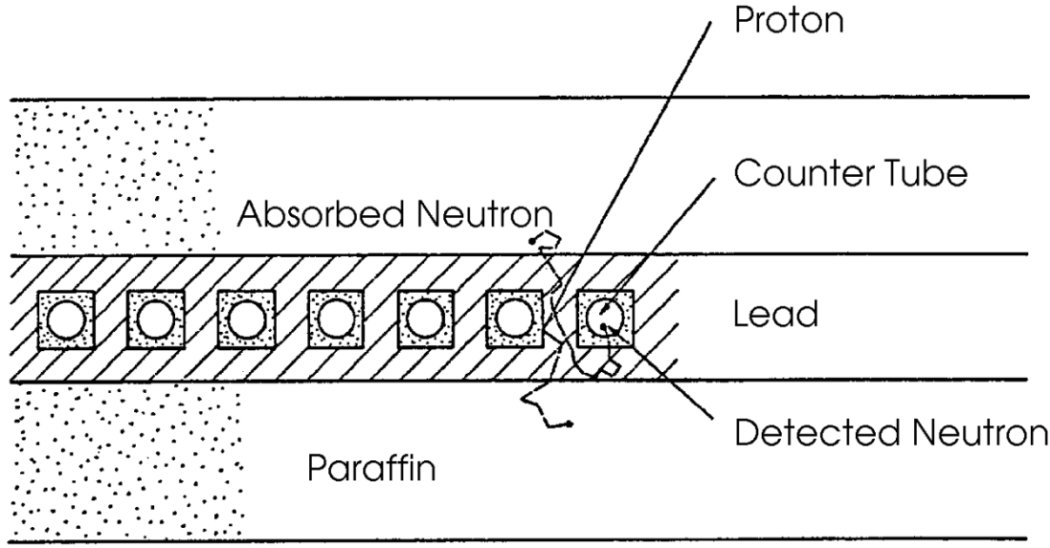 Proton
Counter Tube
Absorbed Neutron
Lead
Detected Neutron
Paraffin